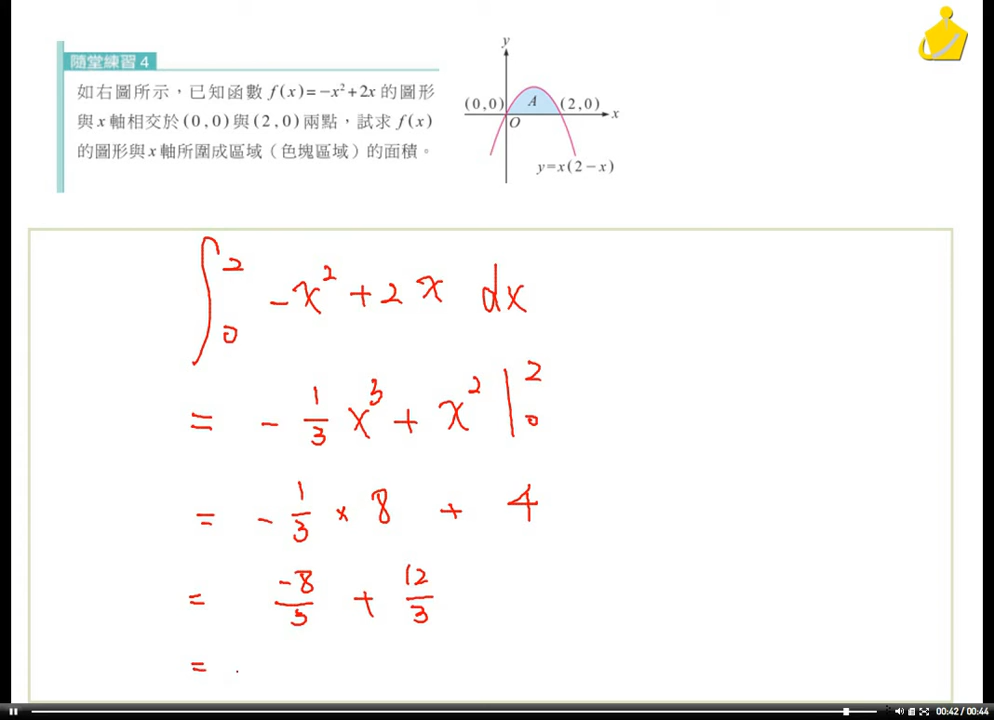 隨堂練習 4
如右圖所示，已知函數 f(x)=−x²+2x 的圖形
與 x 軸相交於 (0,0) 與 (2,0) 兩點，試求 f(x)
的圖形與 x 軸所圍成區域（色塊區域）的面積。
y
(0,0) A (2,0)
x
O
y=x(2−x)
∫₀² −x²+2x dx
= −1/3 x³ + x² |₀²
= −1/3 × 8 + 4
= −8/3 + 12/3
=
00:42 / 00:44